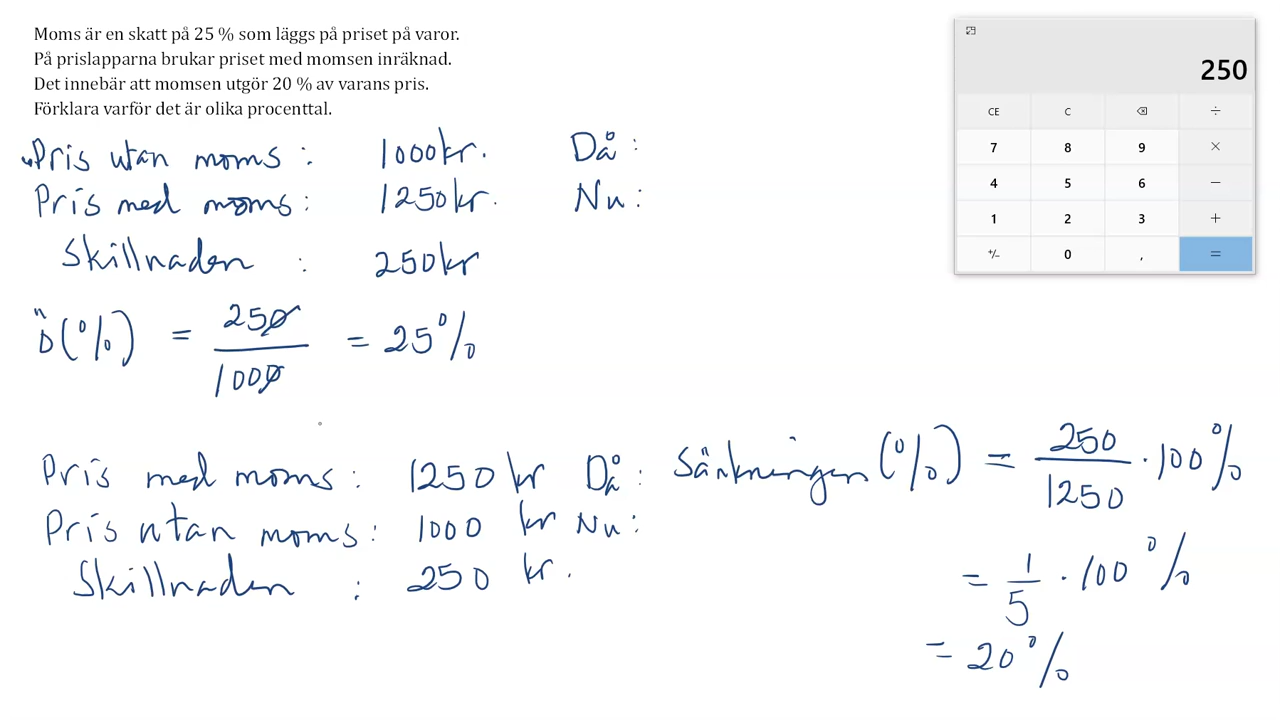 Moms är en skatt på 25 % som läggs på priset på varor.
På prislapparna brukar priset med momsen inräknad.
Det innebär att momsen utgör 20 % av varans pris.
Förklara varför det är olika procenttal.
Pris utan moms : 1000kr. Då :
Pris med moms : 1250kr. Nu :
Skillnaden : 250kr
Ö(%) = 250/1000 = 25%
Pris med moms : 1250 kr Då :
Pris utan moms : 1000 kr Nu :
Skillnaden : 250 kr.
Sänkningen (%) = 250/1250 · 100%
= 1/5 · 100%
= 20%
250
CE C ⌫ ÷
7 8 9 ×
4 5 6 −
1 2 3 +
+/− 0 , =